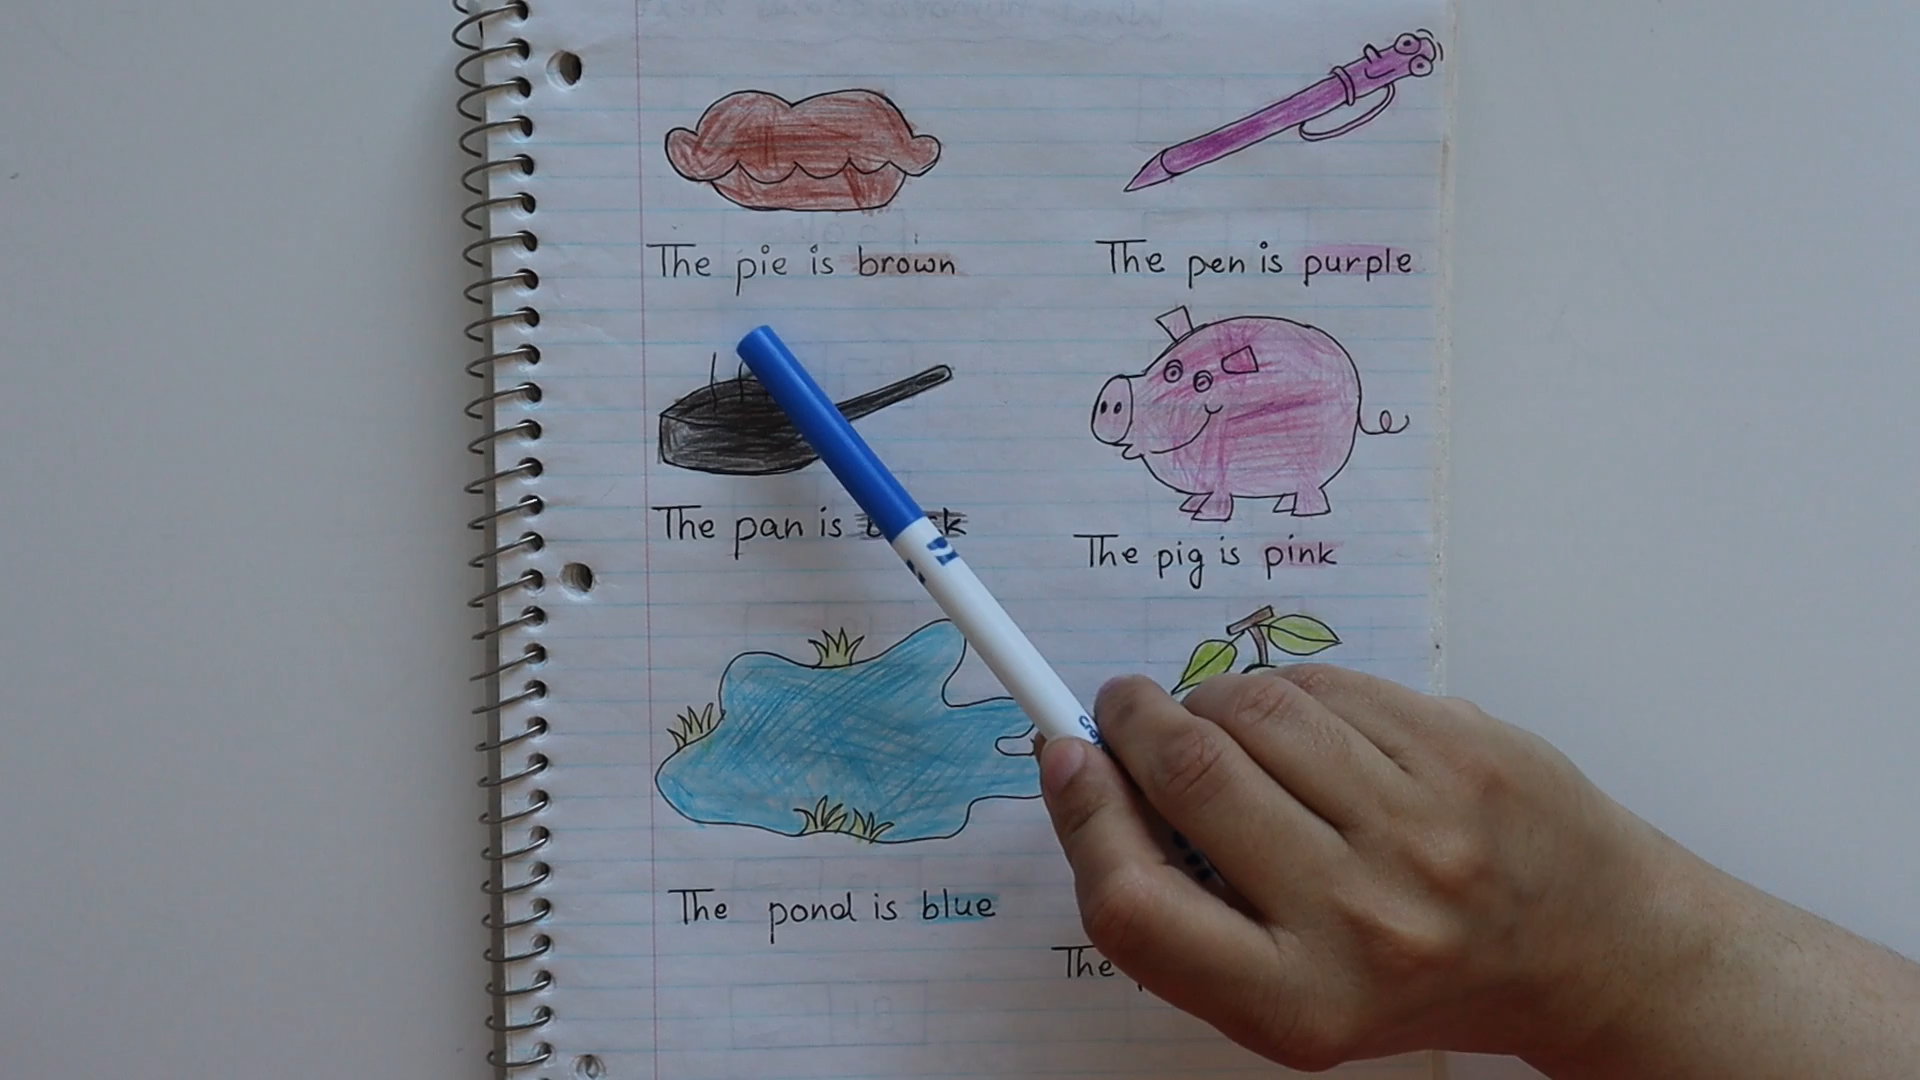 The pie is brown
The pen is purple
The pan is
The pig is pink
The pond is blue
The